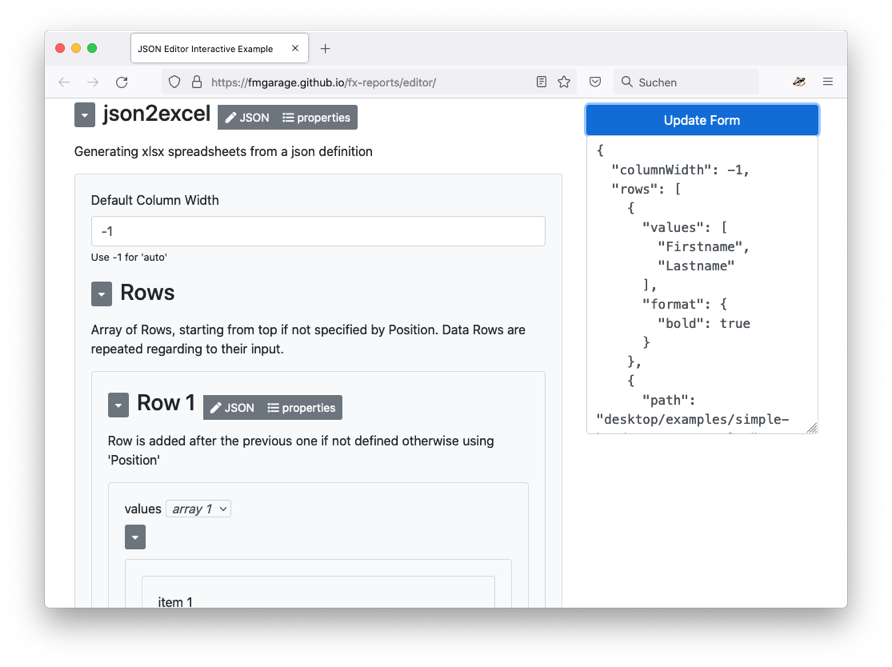 JSON Editor Interactive Example
https://fmgarage.github.io/fx-reports/editor/
Suchen
json2excel
JSON
properties
Generating xlsx spreadsheets from a json definition
Default Column Width
-1
Use -1 for 'auto'
Rows
Array of Rows, starting from top if not specified by Position. Data Rows are
repeated regarding to their input.
Row 1
JSON
properties
Row is added after the previous one if not defined otherwise using
'Position'
values array 1
item 1
Update Form
{
"columnWidth": -1,
"rows": [
{
"values": [
"Firstname",
"Lastname"
],
"format": {
"bold": true
}
},
{
"path":
"desktop/examples/simple-